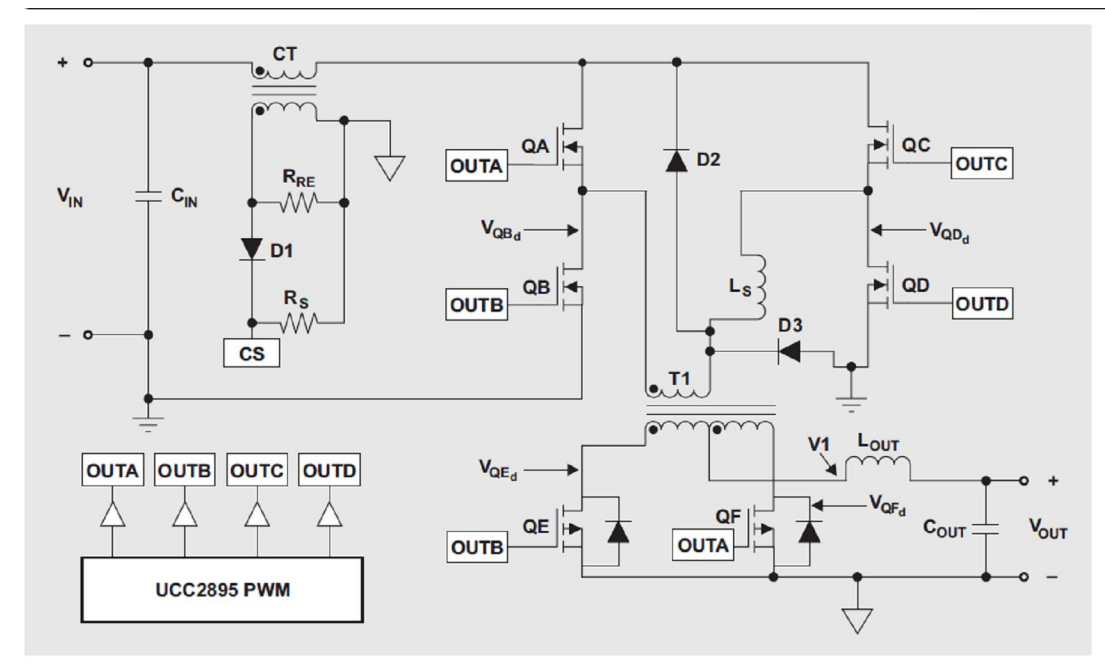 CT
+
QA
OUTA
D2
QC
OUTC
RRE
VIN
CIN
VQBd
VQDd
D1
LS
QB
OUTB
QD
OUTD
RS
D3
–
CS
T1
V1
LOUT
OUTA OUTB OUTC OUTD
VQEd
+
VQFd
QE
OUTB
QF
OUTA
COUT
VOUT
UCC2895 PWM
–